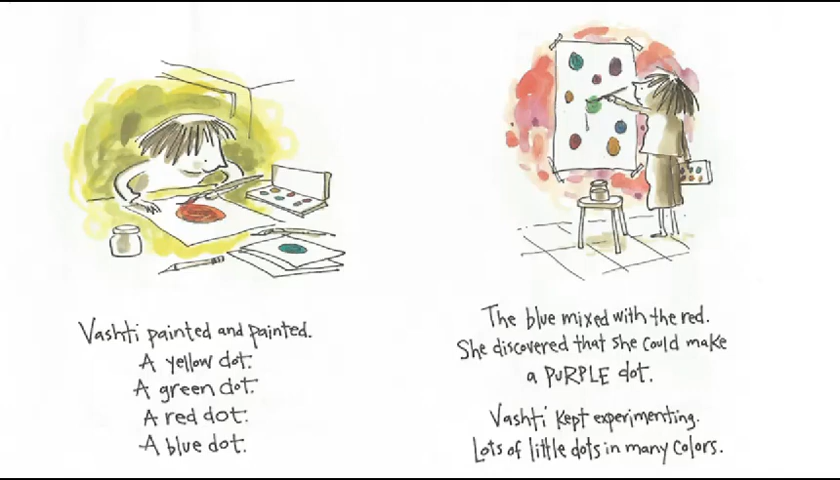 Vashti painted and painted.
A yellow dot.
A green dot.
A red dot.
A blue dot.
The blue mixed with the red.
She discovered that she could make
a PURPLE dot.
Vashti kept experimenting.
Lots of little dots in many colors.